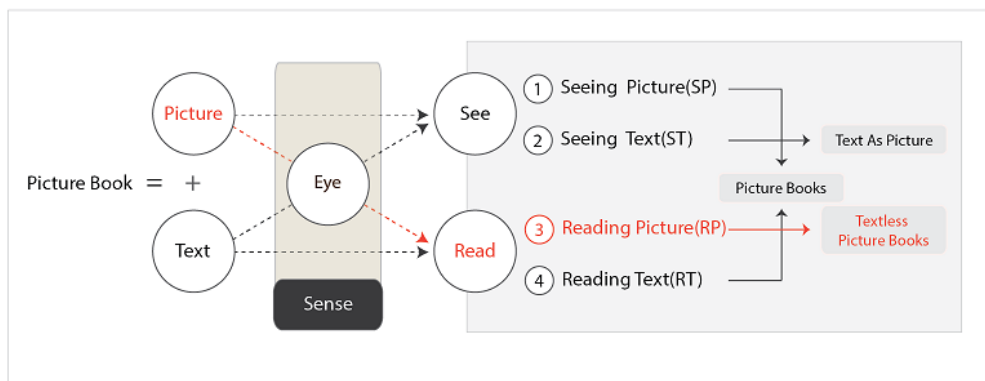 Picture
Picture Book = +
Text
Eye
Sense
See
Read
1 Seeing Picture(SP)
2 Seeing Text(ST)
3 Reading Picture(RP)
4 Reading Text(RT)
Text As Picture
Picture Books
Textless
Picture Books